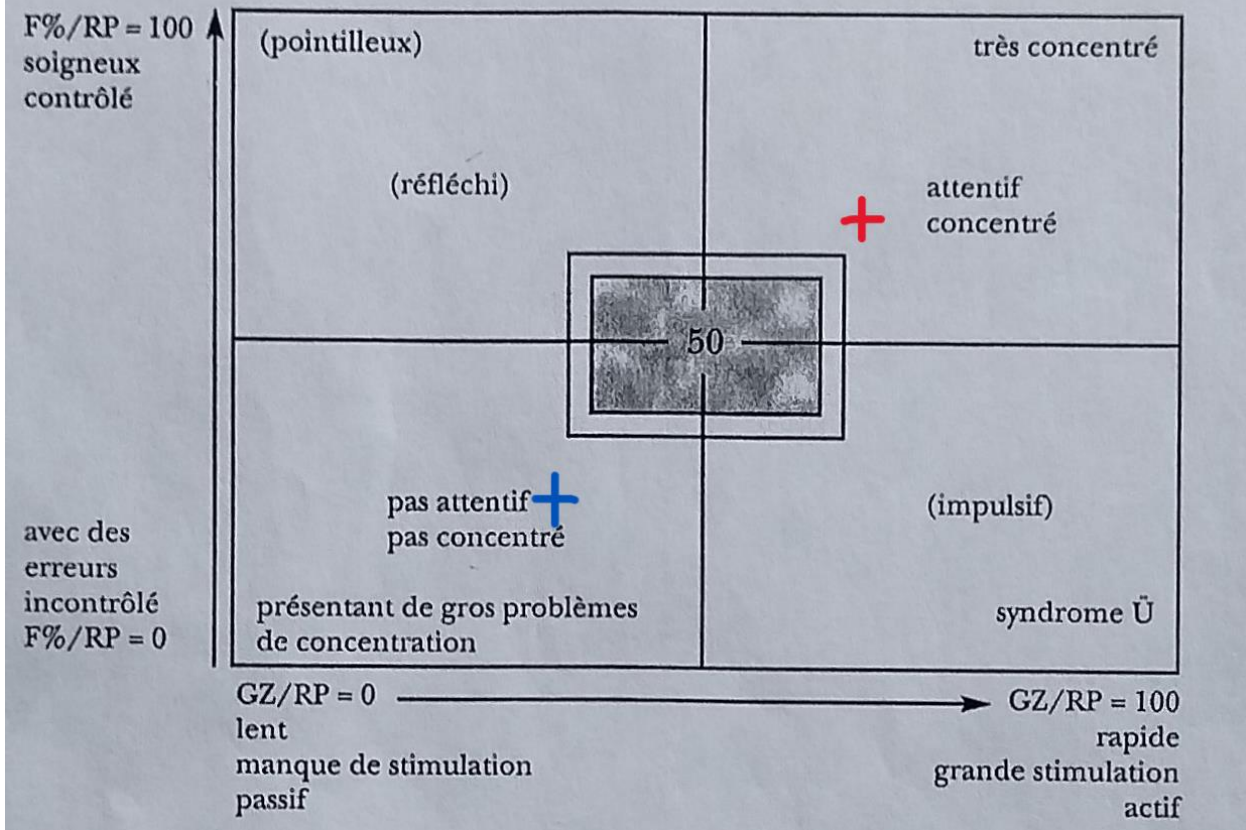 F%/RP = 100
soigneux
contrôlé
(pointilleux)
très concentré
(réfléchi)
attentif
concentré
50
pas attentif
pas concentré
(impulsif)
avec des
erreurs
incontrôlé
F%/RP = 0
présentant de gros problèmes
de concentration
syndrome Ü
GZ/RP = 0
lent
manque de stimulation
passif
GZ/RP = 100
rapide
grande stimulation
actif